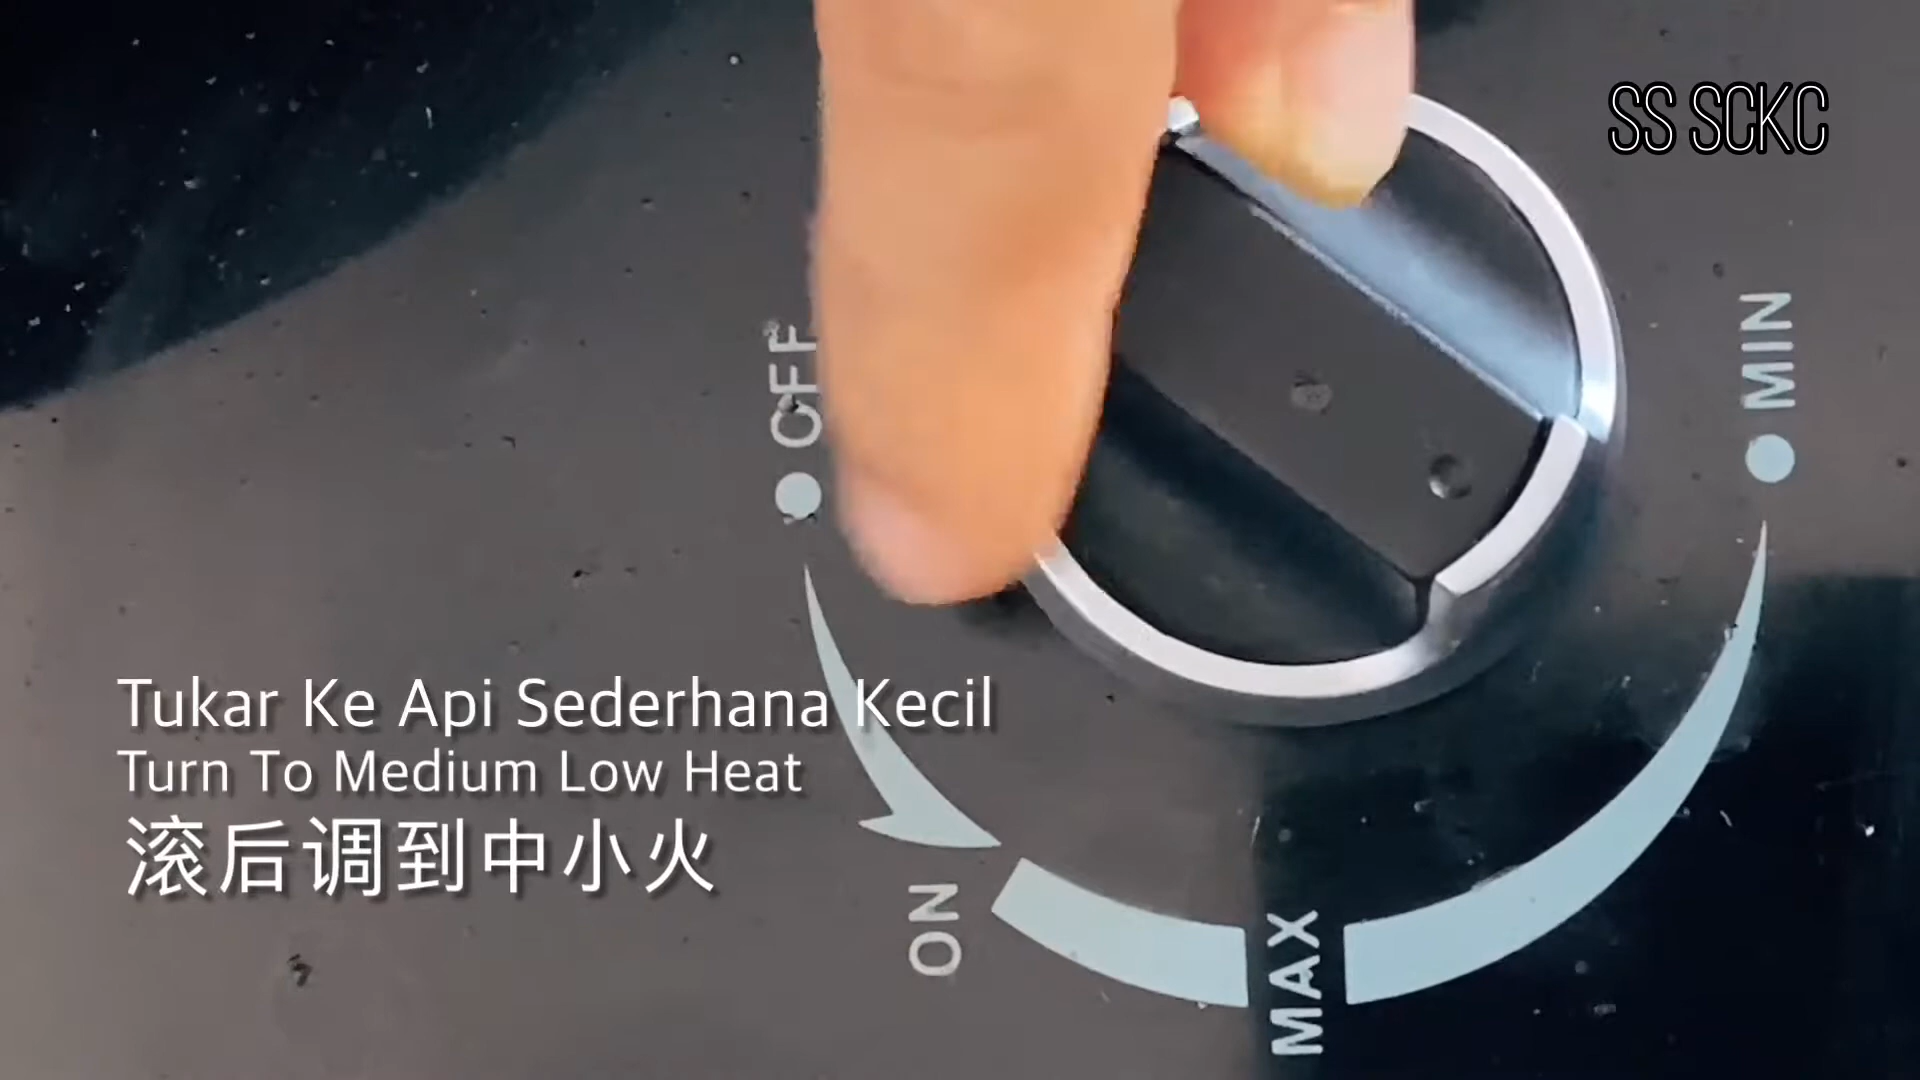 SS SCKC
OFF
MIN
Tukar Ke Api Sederhana Kecil
Turn To Medium Low Heat
滚后调到中小火
ON
MAX